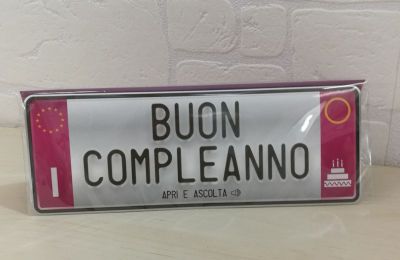 BUON
COMPLEANNO
I
APRI E ASCOLTA